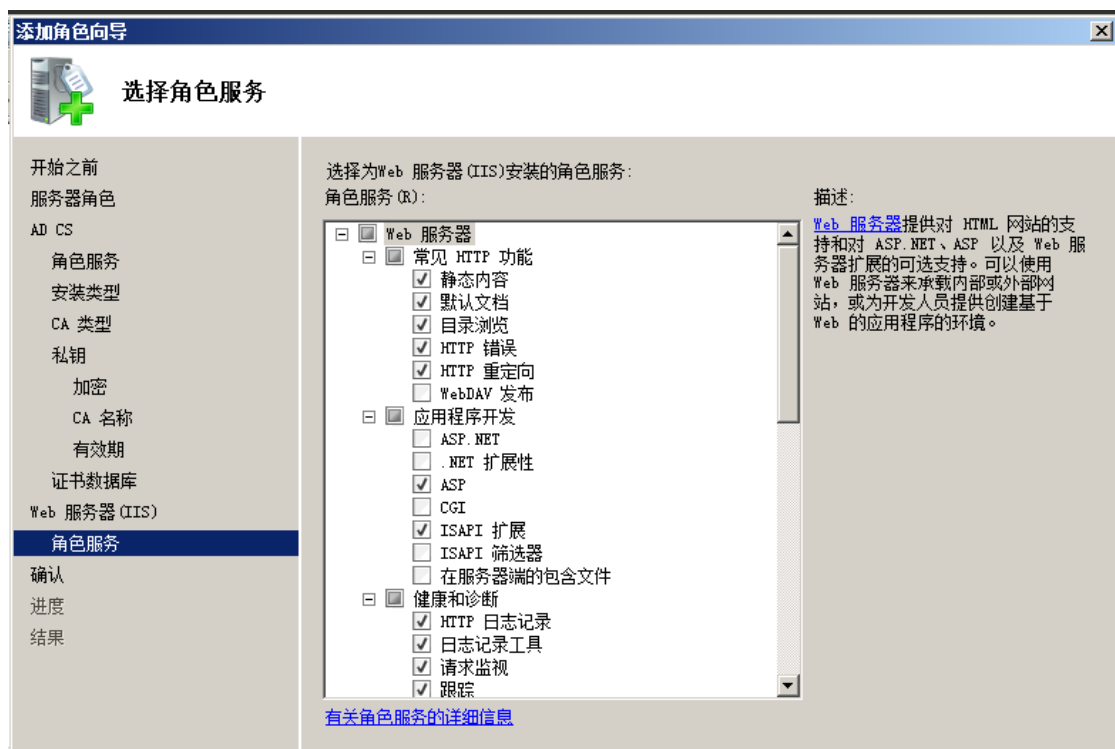 添加角色向导
选择角色服务
开始之前
服务器角色
AD CS
角色服务
安装类型
CA 类型
私钥
加密
CA 名称
有效期
证书数据库
Web 服务器(IIS)
角色服务
确认
进度
结果
选择为Web 服务器(IIS)安装的角色服务:
角色服务(R):
Web 服务器
常见 HTTP 功能
静态内容
默认文档
目录浏览
HTTP 错误
HTTP 重定向
WebDAV 发布
应用程序开发
ASP.NET
.NET 扩展性
ASP
CGI
ISAPI 扩展
ISAPI 筛选器
在服务器端的包含文件
健康和诊断
HTTP 日志记录
日志记录工具
请求监视
跟踪
有关角色服务的详细信息
描述:
Web 服务器提供对 HTML 网站的支
持和对 ASP.NET、ASP 以及 Web 服
务器扩展的可选支持。可以使用
Web 服务器来承载内部或外部网
站，或为开发人员提供创建基于
Web 的应用程序的环境。